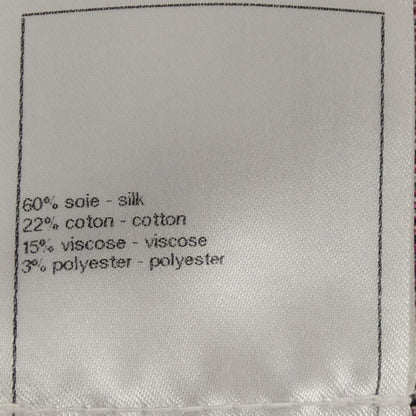 60% soie - silk
22% coton - cotton
15% viscose - viscose
3% polyester - polyester